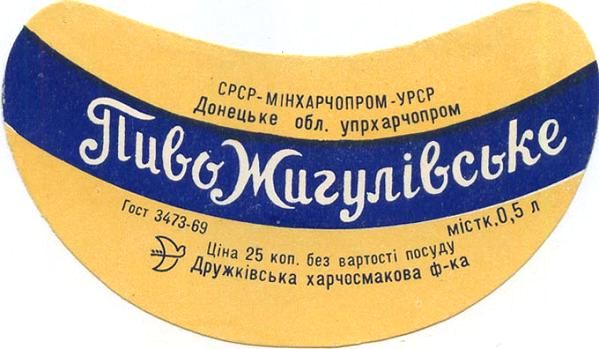 СРСР-МІНХАРЧОПРОМ-УРСР
Донецьке обл. упрхарчопром
Пиво Жигулівське
Гост 3473-69
містк. 0,5 л
Ціна 25 коп. без вартості посуду
Дружківська харчосмакова ф-ка